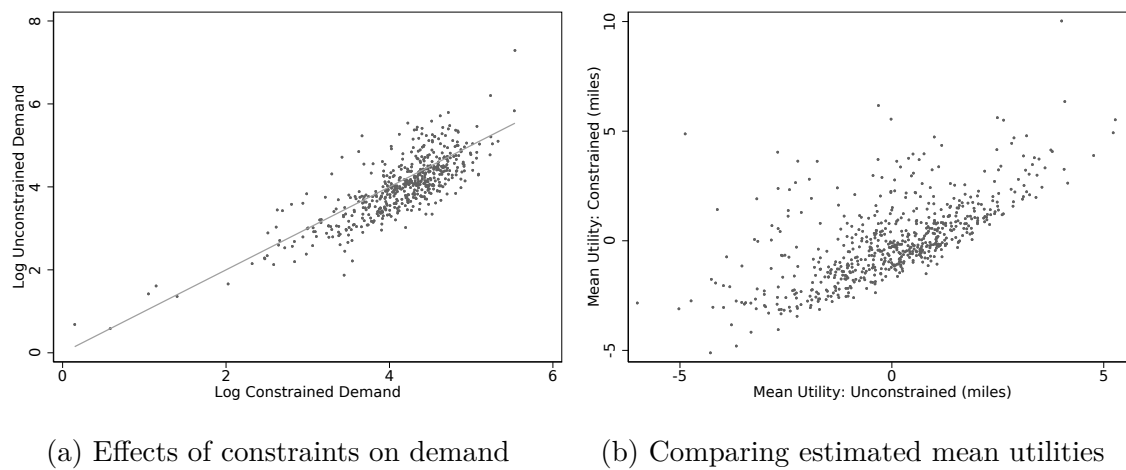 8
6
4
2
0
Log Unconstrained Demand
0
2
4
6
Log Constrained Demand
10
5
0
-5
Mean Utility: Constrained (miles)
-5
0
5
Mean Utility: Unconstrained (miles)
(a) Effects of constraints on demand
(b) Comparing estimated mean utilities